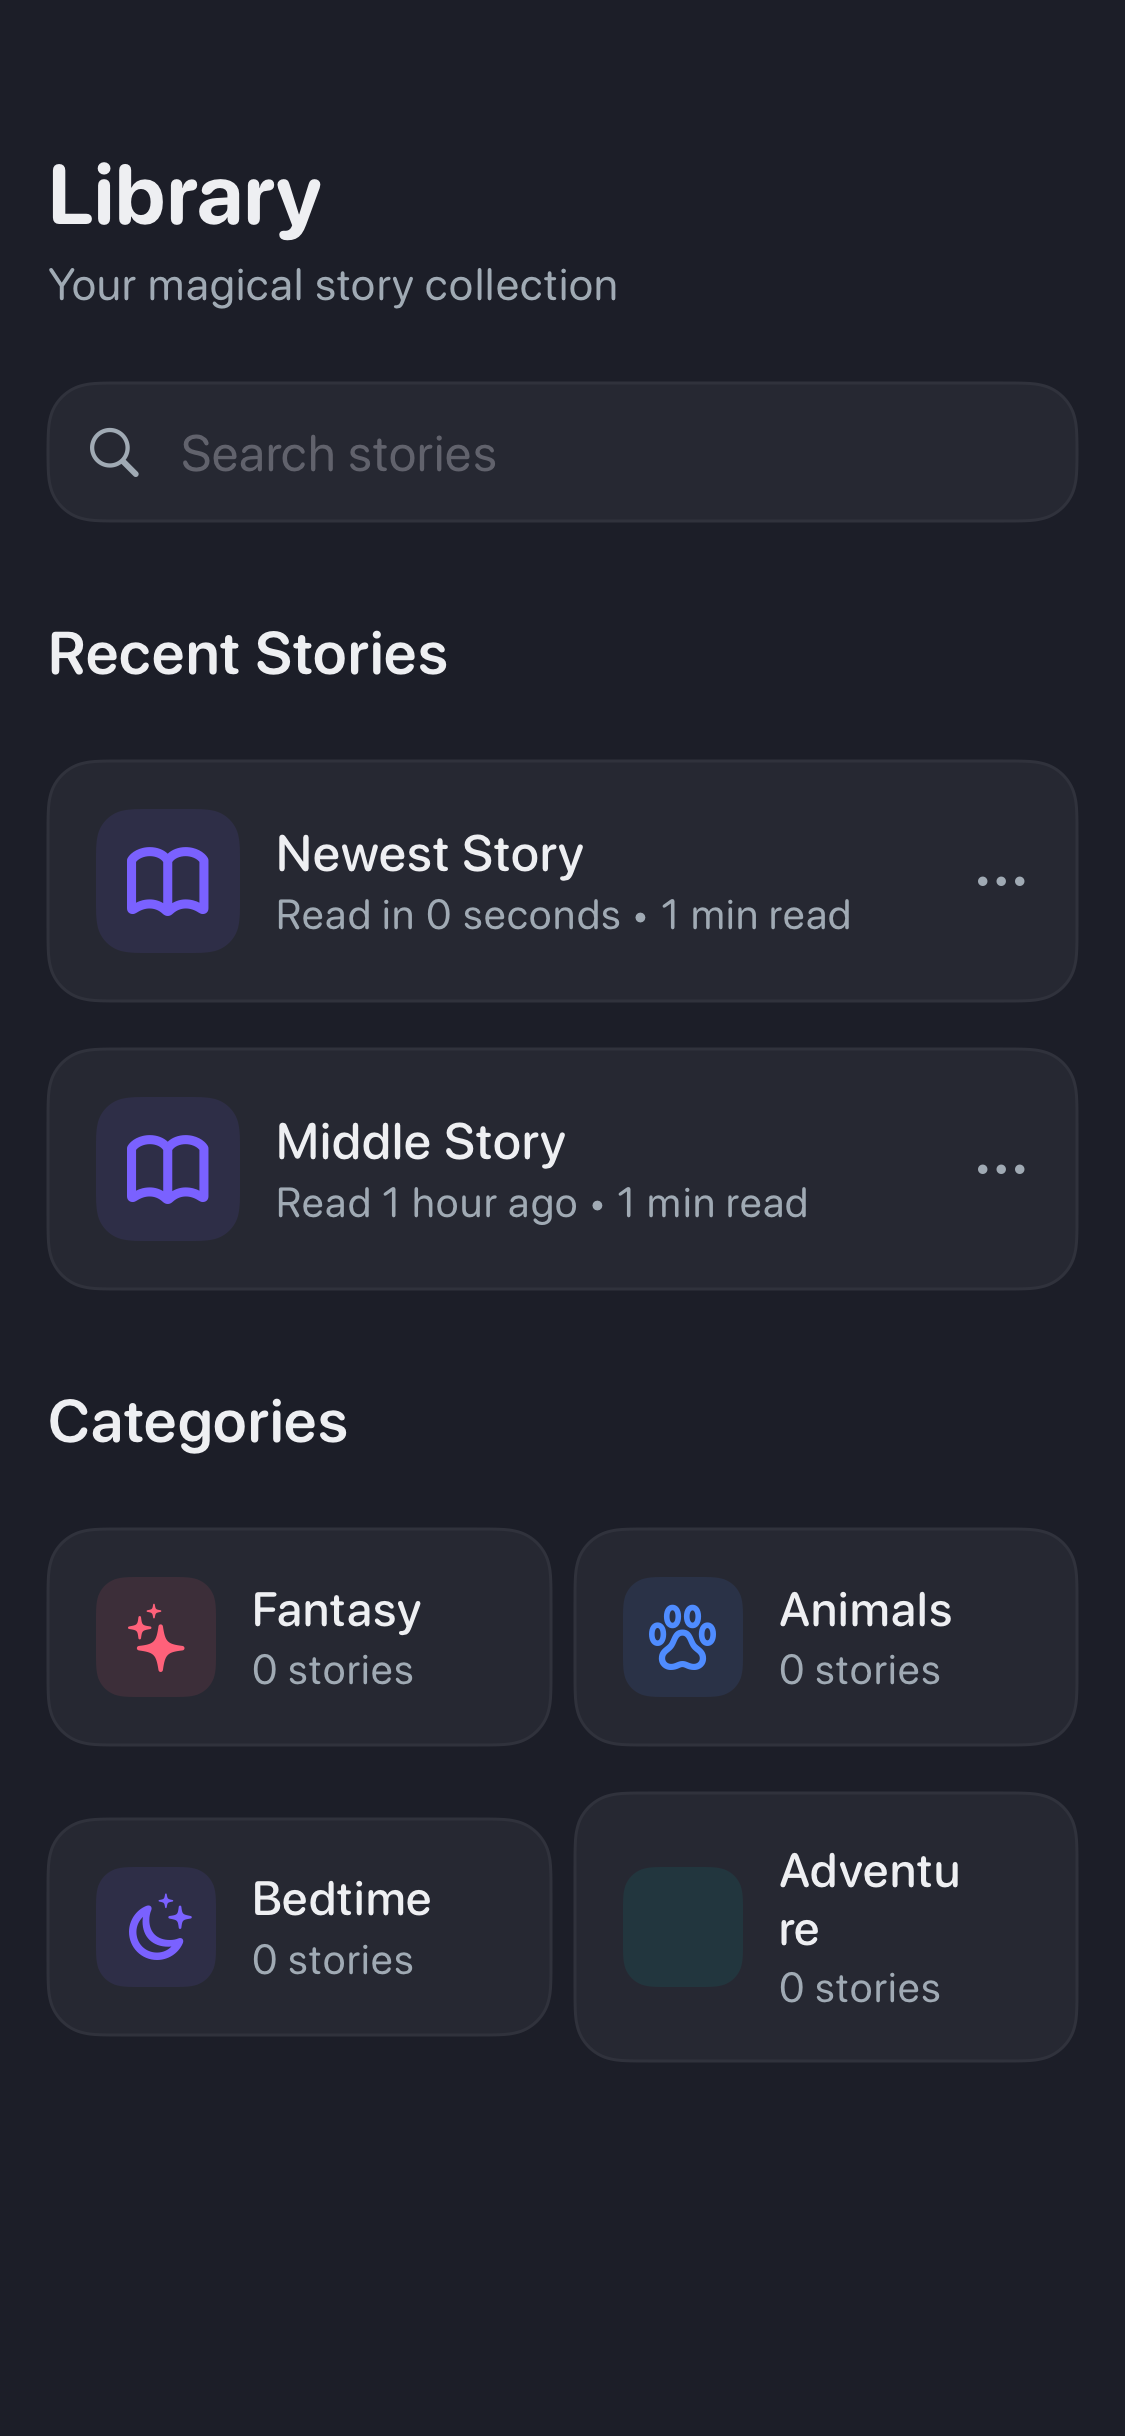 Library
Your magical story collection
Search stories
Recent Stories
Newest Story
Read in 0 seconds • 1 min read
Middle Story
Read 1 hour ago • 1 min read
Categories
Fantasy
0 stories
Animals
0 stories
Bedtime
0 stories
Adventu
re
0 stories